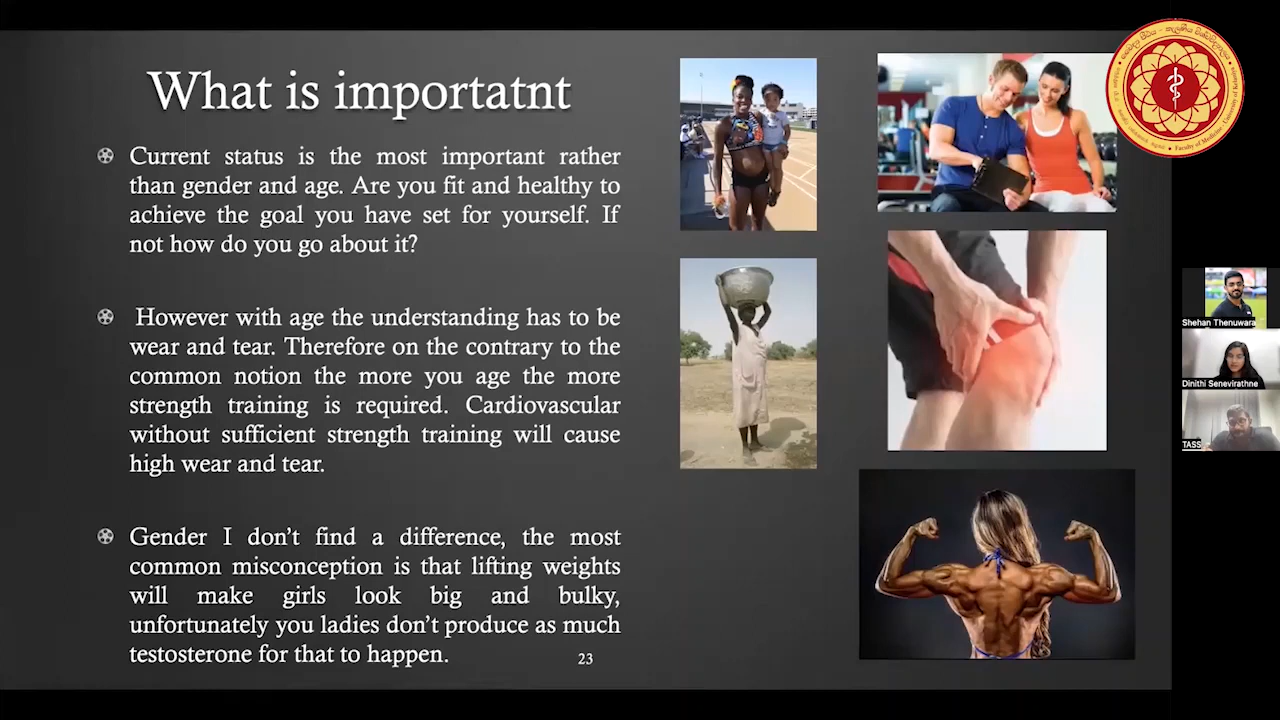 What is importatnt
Current status is the most important rather
than gender and age. Are you fit and healthy to
achieve the goal you have set for yourself. If
not how do you go about it?
However with age the understanding has to be
wear and tear. Therefore on the contrary to the
common notion the more you age the more
strength training is required. Cardiovascular
without sufficient strength training will cause
high wear and tear.
Gender I don’t find a difference, the most
common misconception is that lifting weights
will make girls look big and bulky,
unfortunately you ladies don’t produce as much
testosterone for that to happen.
23
Faculty of Medicine
Shehan Thenuwara
Dinithi Senevirathne
TASS